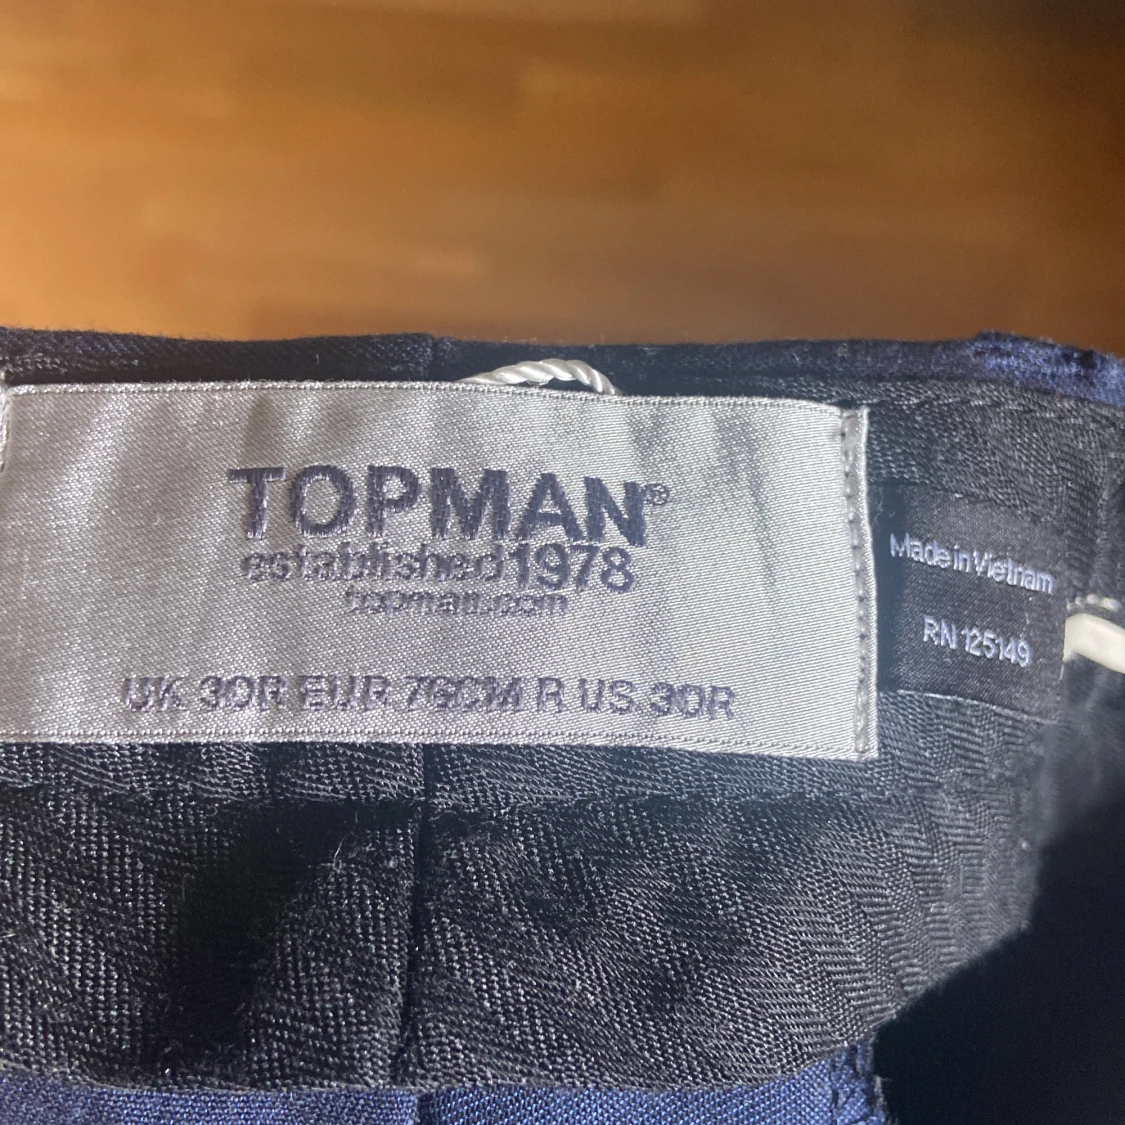 TOPMAN®
established 1978
topman.com
UK 30R EUR 76CM R US 30R
Made in Vietnam
RN 125149